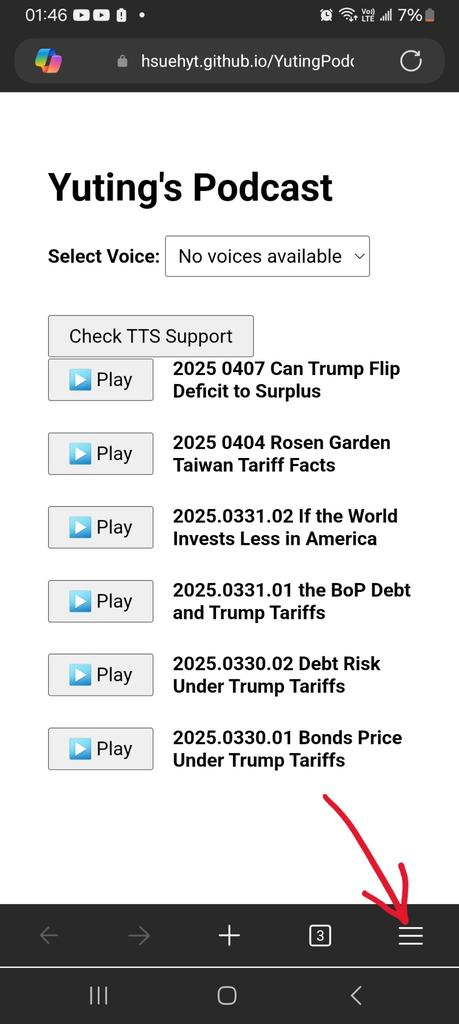 01:46
Voo)
LTE
7%
hsuehyt.github.io/YutingPodc
Yuting's Podcast
Select Voice: No voices available
Check TTS Support
Play
2025 0407 Can Trump Flip
Deficit to Surplus
Play
2025 0404 Rosen Garden
Taiwan Tariff Facts
Play
2025.0331.02 If the World
Invests Less in America
Play
2025.0331.01 the BoP Debt
and Trump Tariffs
Play
2025.0330.02 Debt Risk
Under Trump Tariffs
Play
2025.0330.01 Bonds Price
Under Trump Tariffs
3